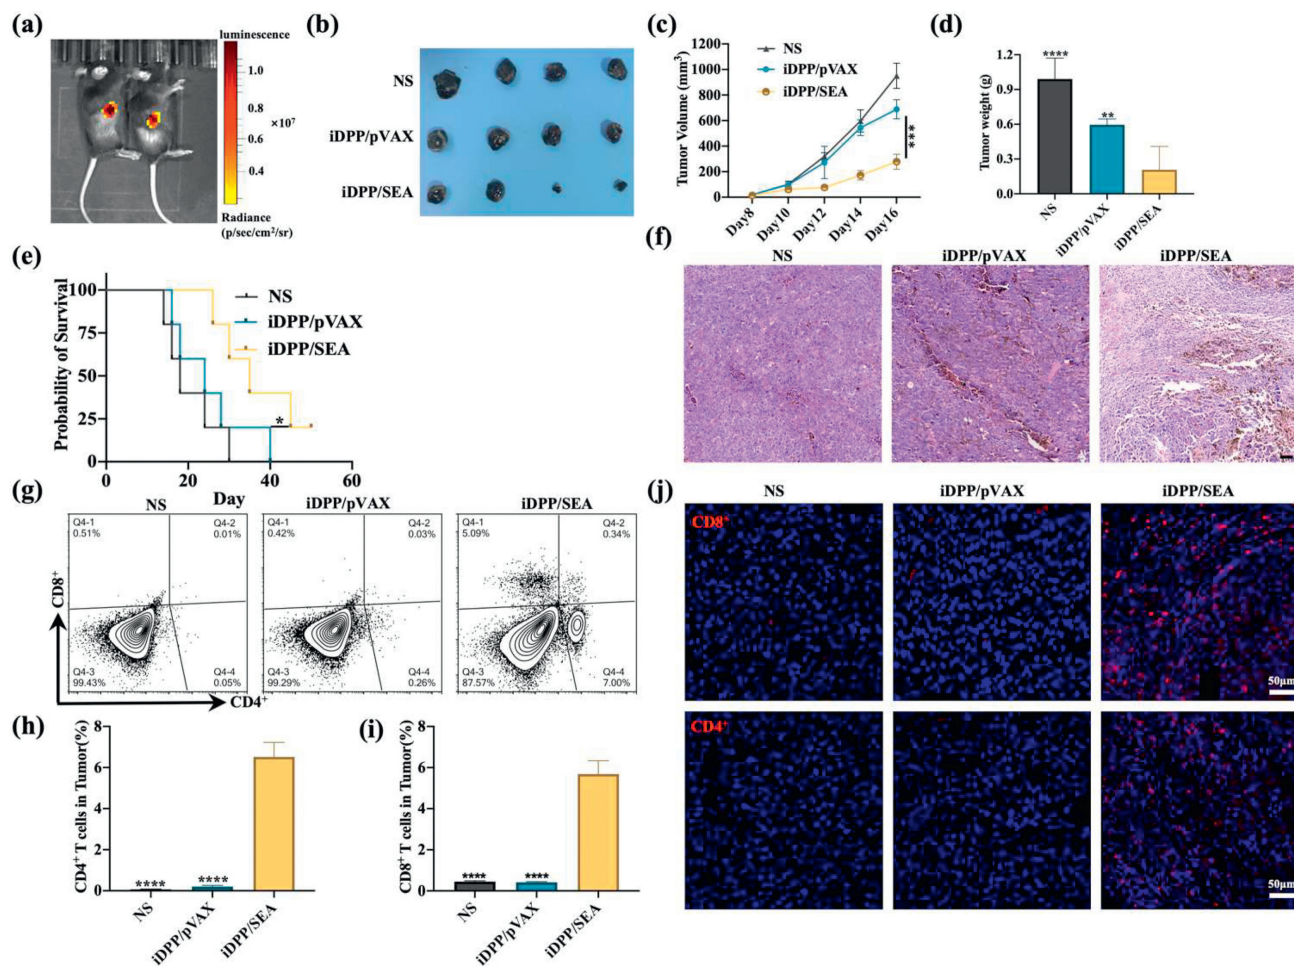 (a)
luminescence
1.0
0.8
×10⁷
0.6
0.4
Radiance
(p/sec/cm²/sr)
(b)
NS
iDPP/pVAX
iDPP/SEA
(c)
Tumor Volume (mm³)
1200
1000
800
600
400
200
0
Day8
Day10
Day12
Day14
Day16
NS
iDPP/pVAX
iDPP/SEA
***
(d)
Tumor weight (g)
1.2
0.9
0.6
0.3
0.0
****
**
NS
iDPP/pVAX
iDPP/SEA
(e)
Probability of Survival
100
75
50
25
0
0
20
40
60
Day
NS
iDPP/pVAX
iDPP/SEA
*
(f)
NS
iDPP/pVAX
iDPP/SEA
(g)
NS
iDPP/pVAX
iDPP/SEA
Q4-1
0.51%
Q4-2
0.01%
Q4-3
99.43%
Q4-4
0.05%
Q4-1
0.42%
Q4-2
0.03%
Q4-3
99.29%
Q4-4
0.26%
Q4-1
5.09%
Q4-2
0.34%
Q4-3
87.57%
Q4-4
7.00%
CD8⁺
CD4⁺
(h)
CD4⁺ T cells in Tumor(%)
8
6
4
2
0
****
****
NS
iDPP/pVAX
iDPP/SEA
(i)
CD8⁺ T cells in Tumor(%)
8
6
4
2
0
****
****
NS
iDPP/pVAX
iDPP/SEA
(j)
NS
iDPP/pVAX
iDPP/SEA
CD8⁺
50μm
CD4⁺
50μm